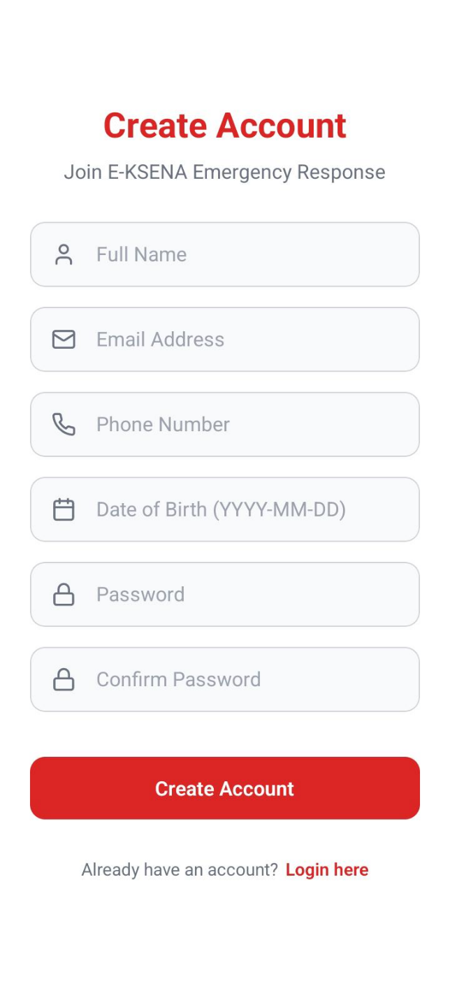 Create Account
Join E-KSENA Emergency Response
Full Name
Email Address
Phone Number
Date of Birth (YYYY-MM-DD)
Password
Confirm Password
Create Account
Already have an account? Login here